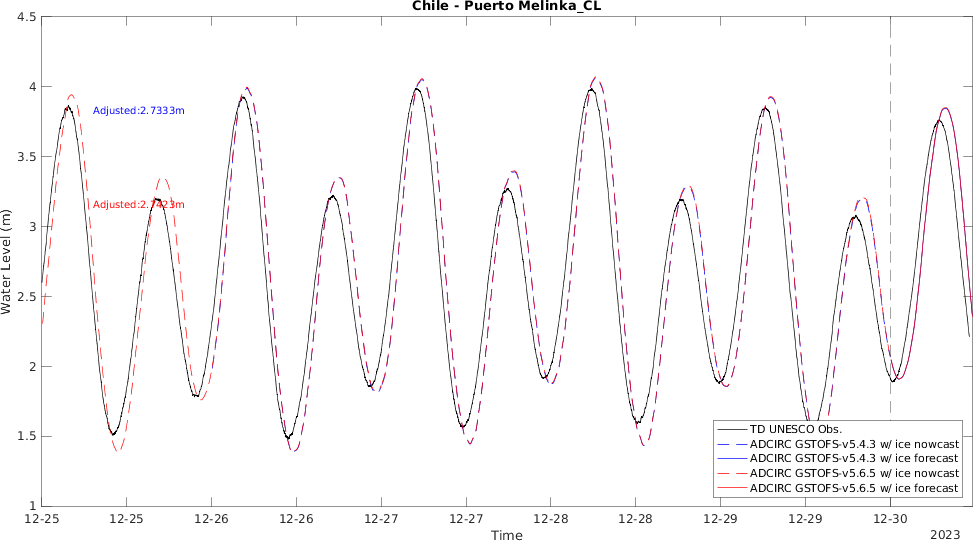 Chile - Puerto Melinka_CL
4.5
4
3.5
3
2.5
2
1.5
1
Water Level (m)
Adjusted:2.7333m
Adjusted:2.7423m
TD UNESCO Obs.
ADCIRC GSTOFS-v5.4.3 w/ ice nowcast
ADCIRC GSTOFS-v5.4.3 w/ ice forecast
ADCIRC GSTOFS-v5.6.5 w/ ice nowcast
ADCIRC GSTOFS-v5.6.5 w/ ice forecast
12-25 12-25 12-26 12-26 12-27 12-27 12-28 12-28 12-29 12-29 12-30
Time
2023